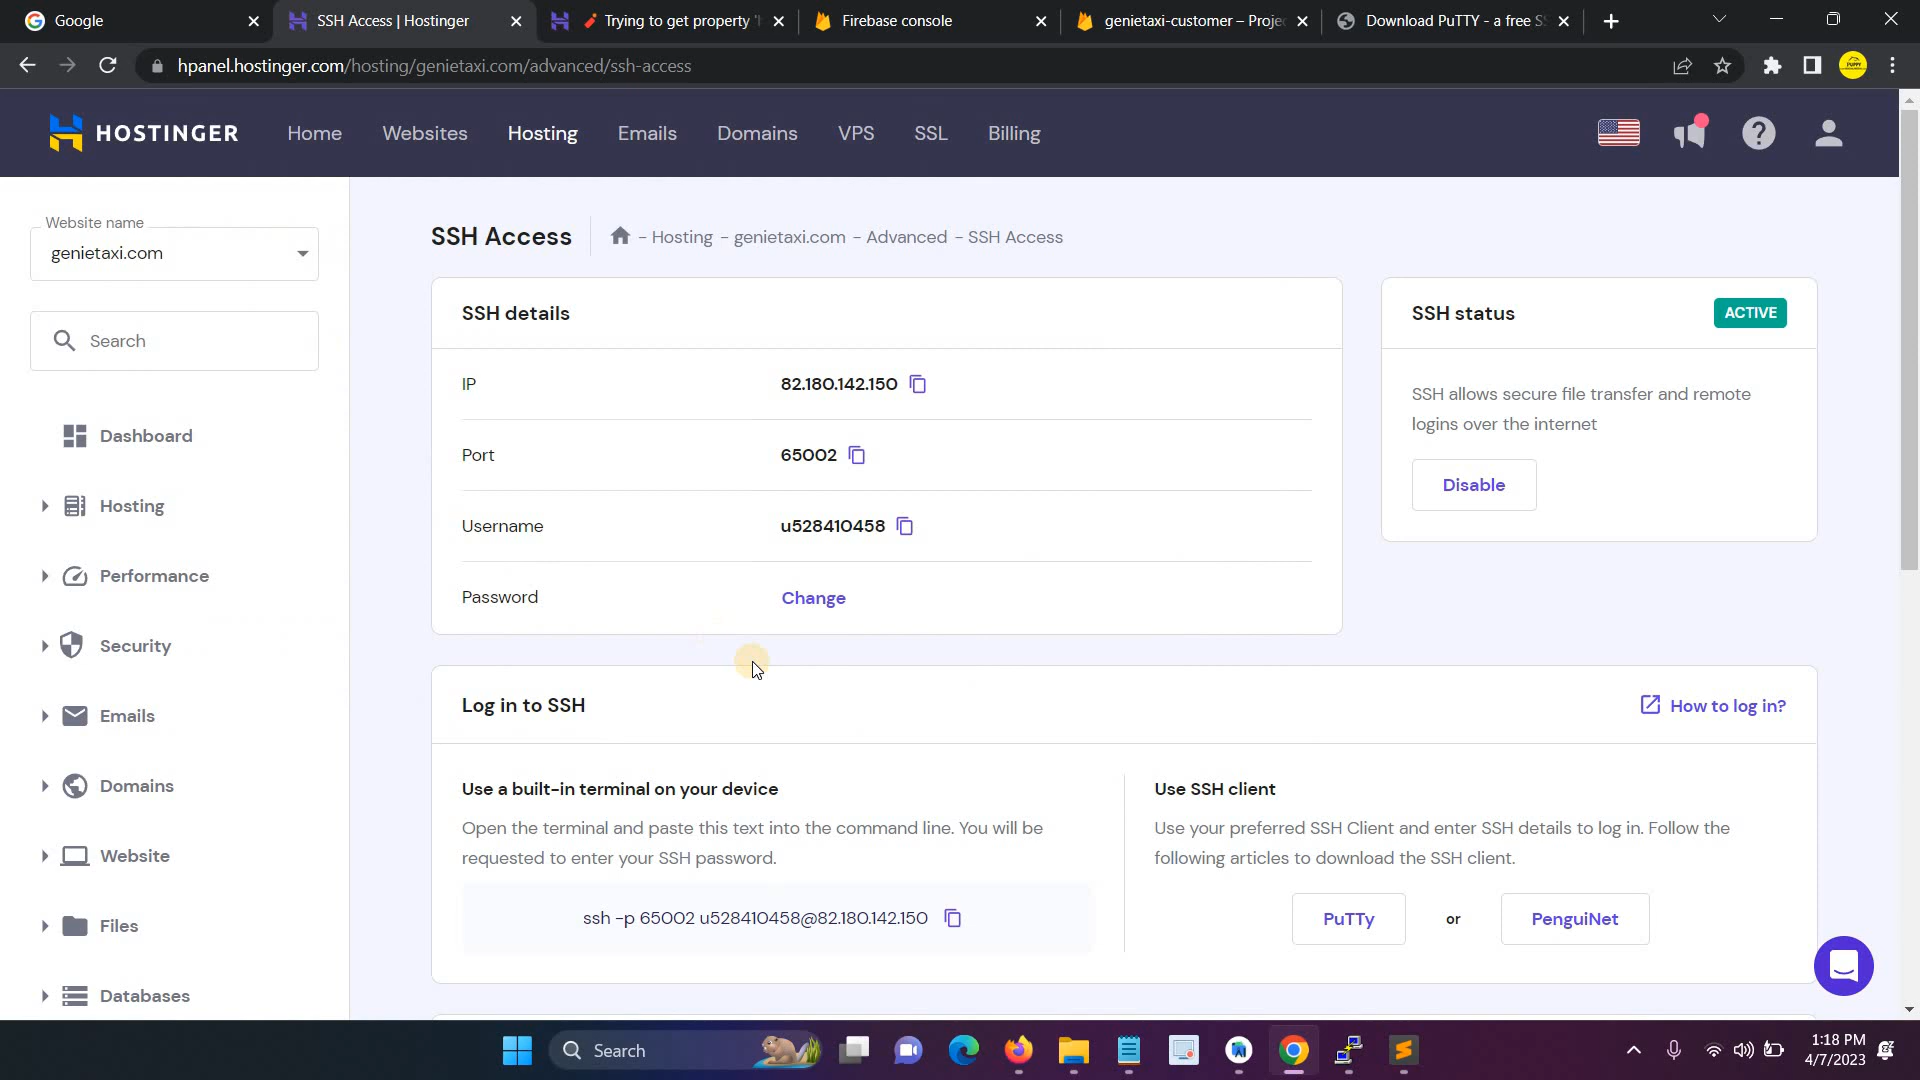 Google
SSH Access | Hostinger
Trying to get property
Firebase console
genietaxi-customer – Proje
Download PuTTY - a free S
hpanel.hostinger.com/hosting/genietaxi.com/advanced/ssh-access
HOSTINGER
Home
Websites
Hosting
Emails
Domains
VPS
SSL
Billing
Website name
genietaxi.com
Search
Dashboard
Hosting
Performance
Security
Emails
Domains
Website
Files
Databases
SSH Access
- Hosting - genietaxi.com - Advanced - SSH Access
SSH details
IP
82.180.142.150
Port
65002
Username
u528410458
Password
Change
SSH status
ACTIVE
SSH allows secure file transfer and remote
logins over the internet
Disable
Log in to SSH
How to log in?
Use a built-in terminal on your device
Open the terminal and paste this text into the command line. You will be
requested to enter your SSH password.
ssh -p 65002 u528410458@82.180.142.150
Use SSH client
Use your preferred SSH Client and enter SSH details to log in. Follow the
following articles to download the SSH client.
PuTTy
or
PenguiNet
Search
1:18 PM
4/7/2023